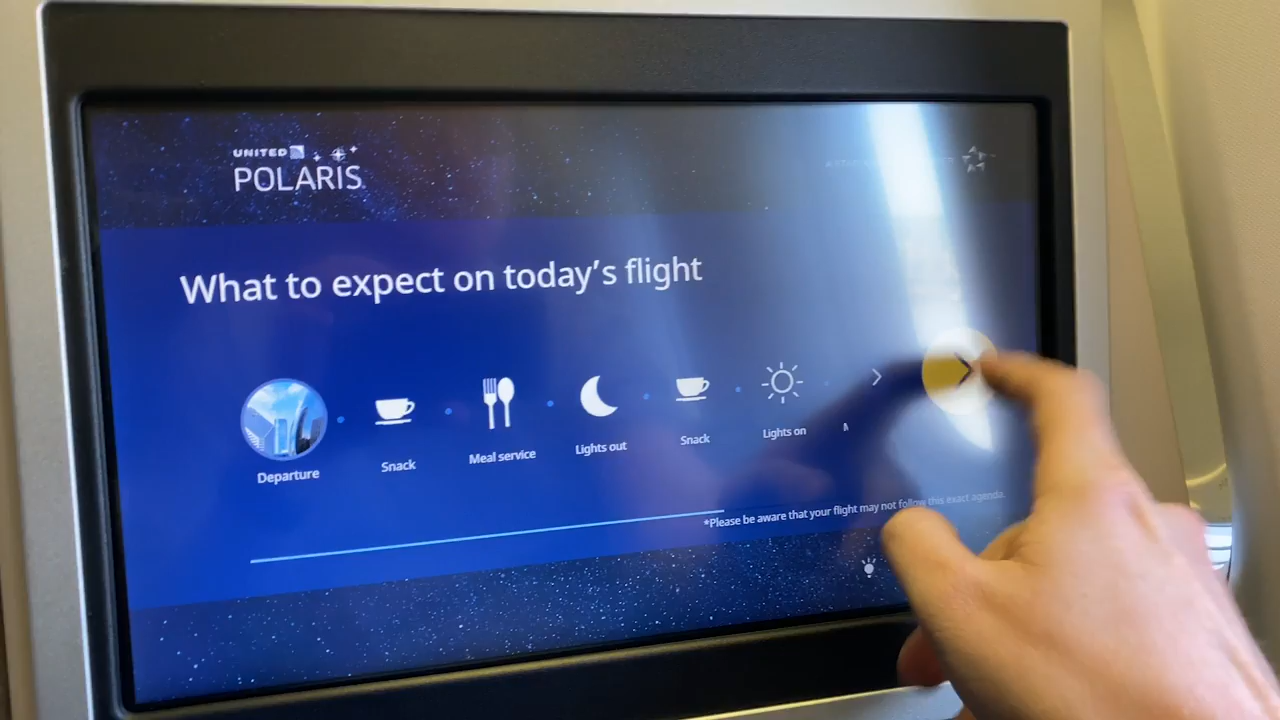 UNITED
POLARIS
What to expect on today's flight
Departure
Snack
Meal service
Lights out
Snack
Lights on
*Please be aware that your flight may not follow this exact agenda.